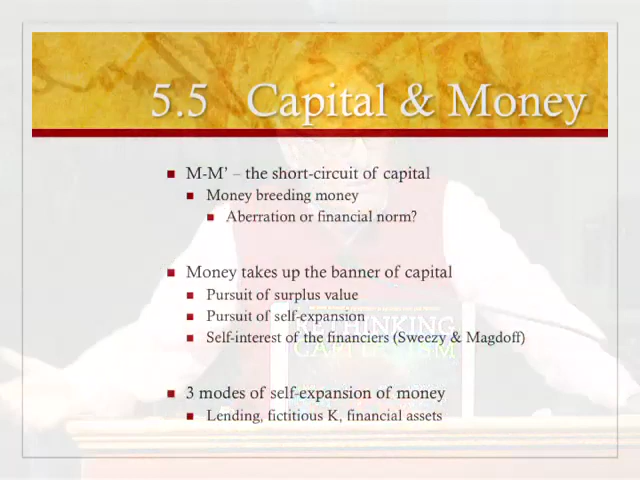 5.5 Capital & Money
M-M’ – the short-circuit of capital
Money breeding money
Aberration or financial norm?
Money takes up the banner of capital
Pursuit of surplus value
Pursuit of self-expansion
Self-interest of the financiers (Sweezy & Magdoff)
RETHINKING
CAPITALISM
3 modes of self-expansion of money
Lending, fictitious K, financial assets